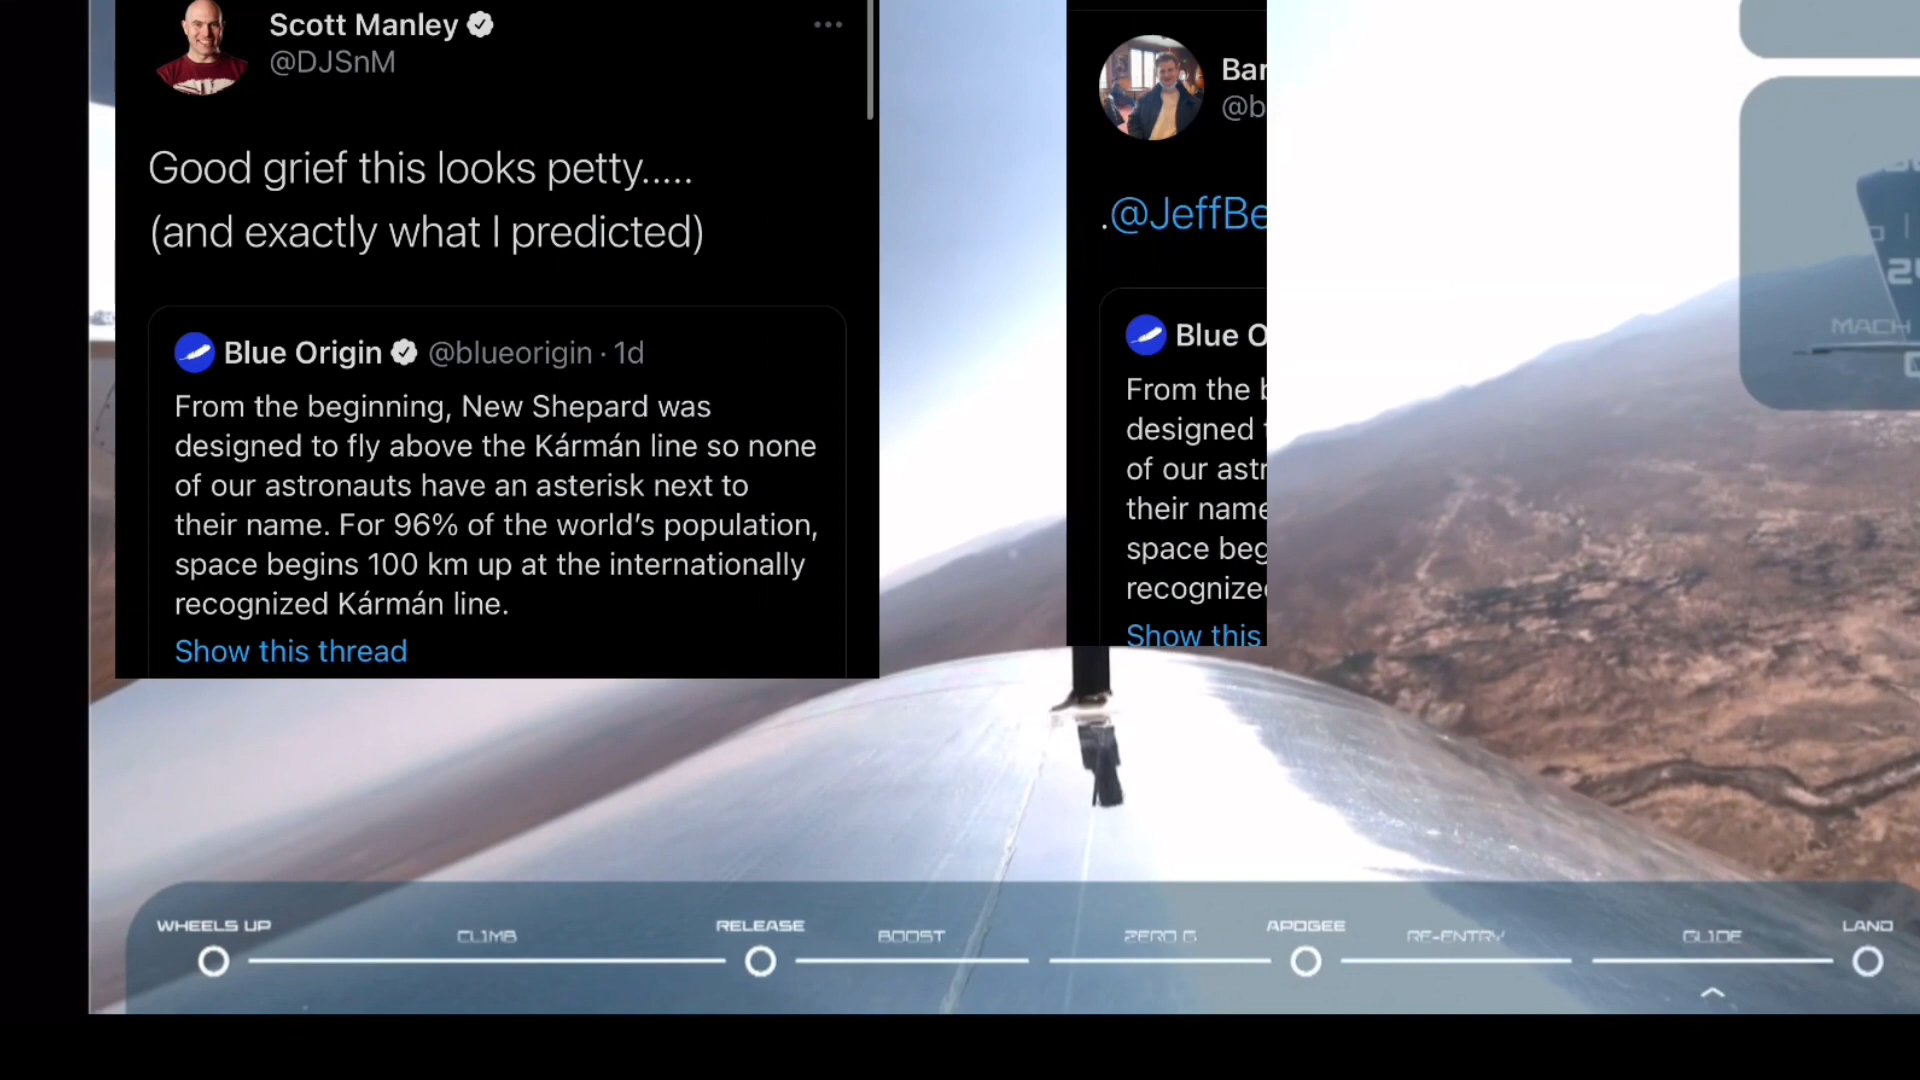 Scott Manley
@DJSnM
Good grief this looks petty.....
(and exactly what I predicted)
Blue Origin @blueorigin · 1d
From the beginning, New Shepard was
designed to fly above the Kármán line so none
of our astronauts have an asterisk next to
their name. For 96% of the world's population,
space begins 100 km up at the internationally
recognized Kármán line.
Show this thread
Bar
@b
.@JeffBe
Blue O
From the b
designed
of our astr
their name
space beg
recognize
Show this
MACH
WHEELS UP
CLIMB
RELEASE
BOOST
ZERO G
APOGEE
RE-ENTRY
GLIDE
LAND